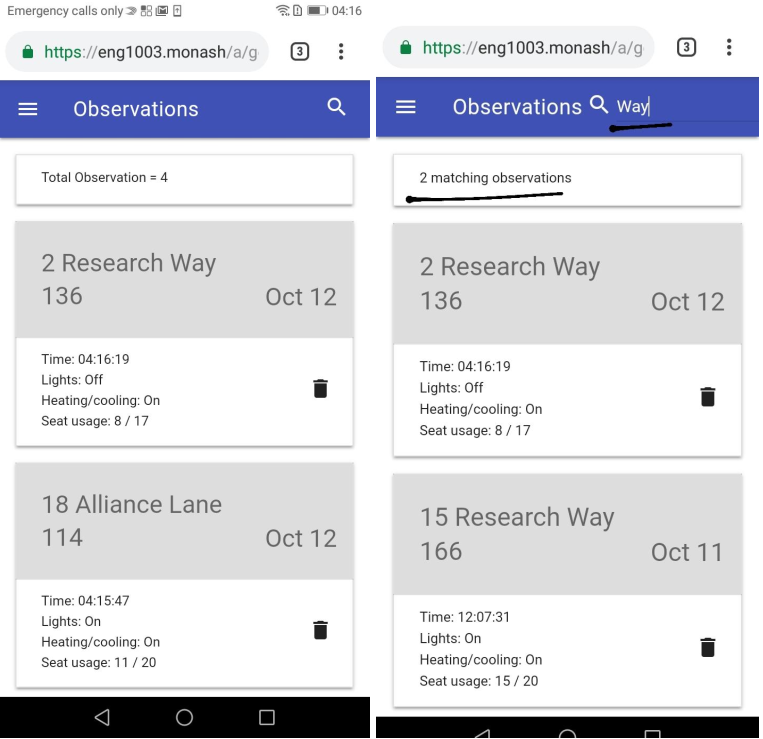 Emergency calls only 04:16
https://eng1003.monash/a/g
3
Observations
Total Observation = 4
2 Research Way
136 Oct 12
Time: 04:16:19
Lights: Off
Heating/cooling: On
Seat usage: 8 / 17
18 Alliance Lane
114 Oct 12
Time: 04:15:47
Lights: On
Heating/cooling: On
Seat usage: 11 / 20
https://eng1003.monash/a/g
3
Observations Way
2 matching observations
2 Research Way
136 Oct 12
Time: 04:16:19
Lights: Off
Heating/cooling: On
Seat usage: 8 / 17
15 Research Way
166 Oct 11
Time: 12:07:31
Lights: On
Heating/cooling: On
Seat usage: 15 / 20